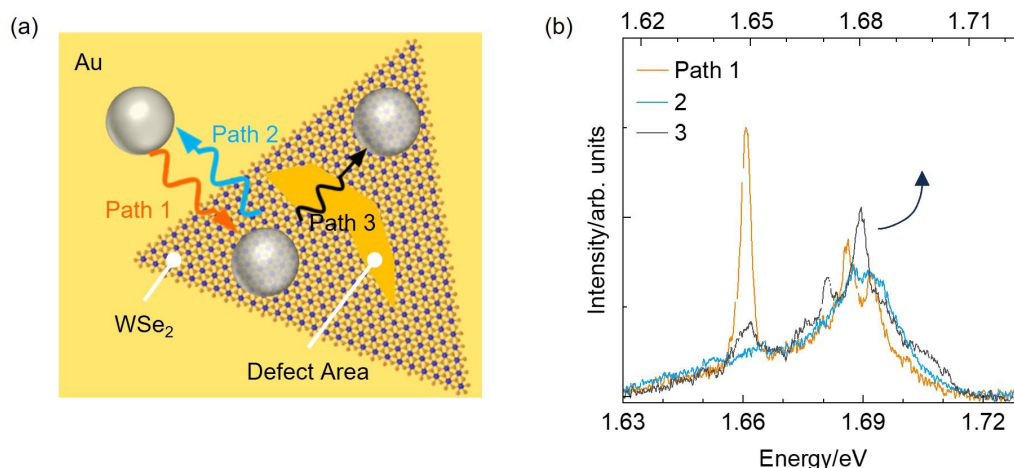 (a)
Au
Path 2
Path 1
Path 3
WSe₂
Defect Area
(b)
1.62 1.65 1.68 1.71
Path 1
2
3
Intensity/arb. units
1.63 1.66 1.69 1.72
Energy/eV